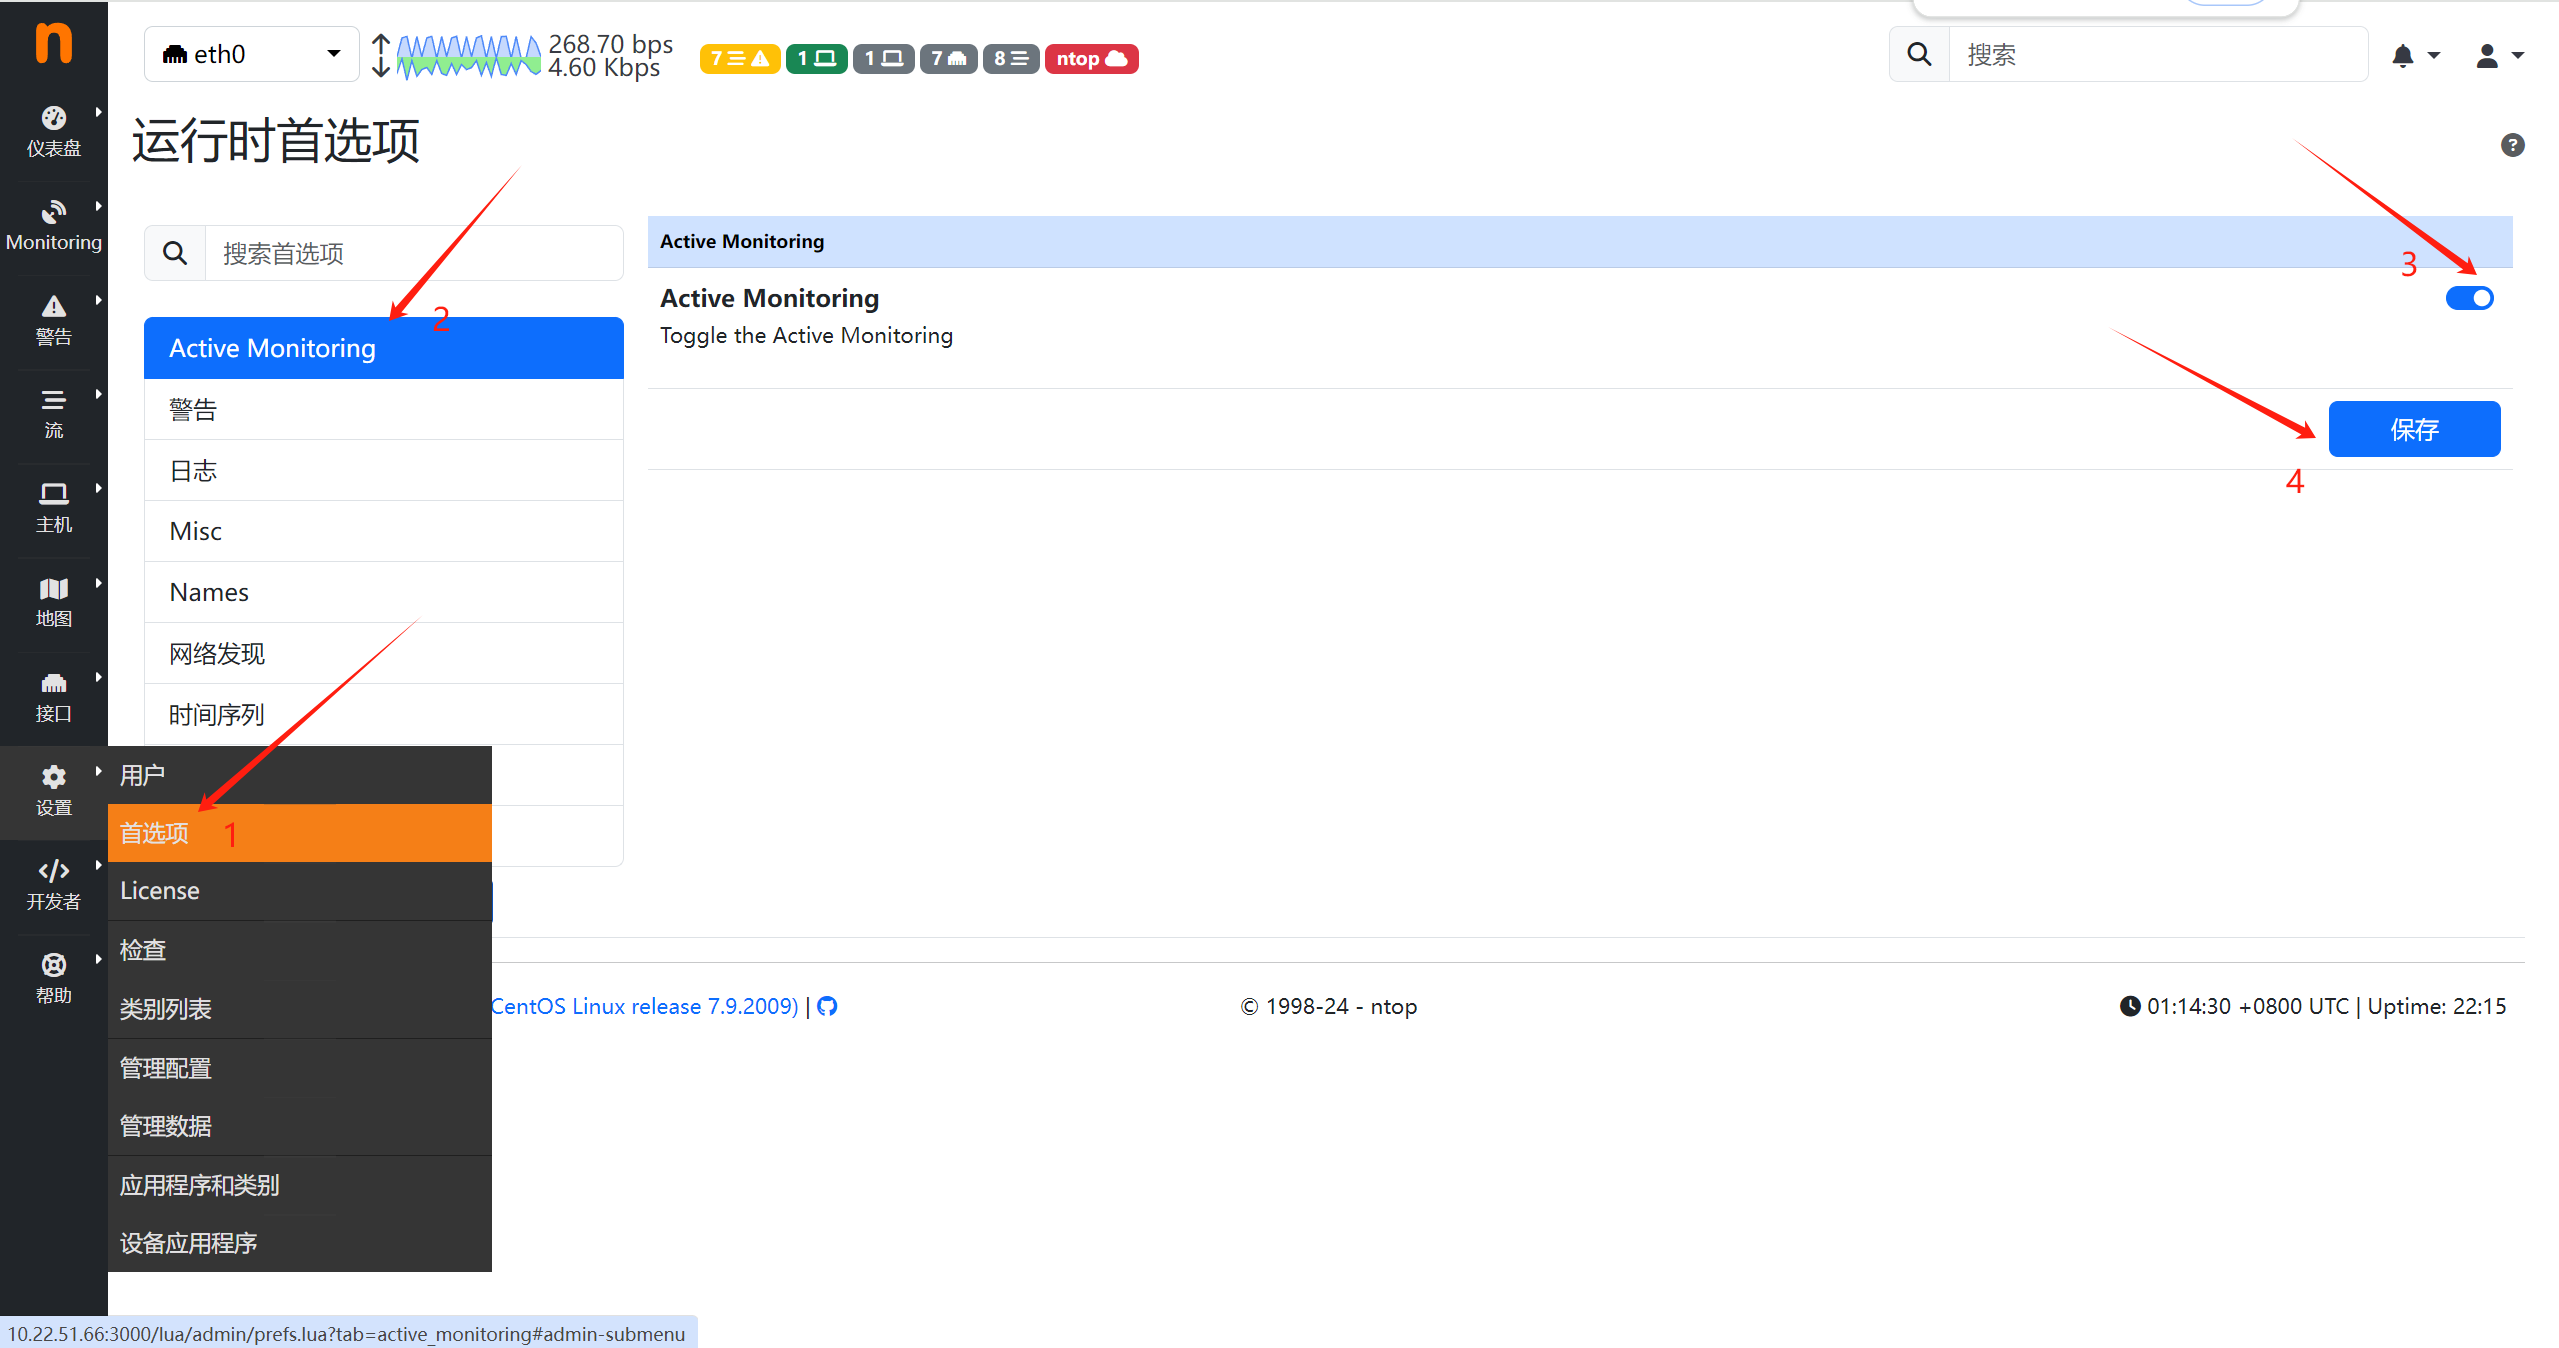 n
eth0
268.70 bps
4.60 Kbps
7
1
1
7
8
ntop
搜索
仪表盘
Monitoring
警告
流
主机
地图
接口
设置
开发者
帮助
运行时首选项
搜索首选项
2
Active Monitoring
警告
日志
Misc
Names
网络发现
时间序列
Active Monitoring
3
Active Monitoring
Toggle the Active Monitoring
保存
4
用户
首选项 1
License
检查
类别列表
管理配置
管理数据
应用程序和类别
设备应用程序
CentOS Linux release 7.9.2009) |
© 1998-24 - ntop
01:14:30 +0800 UTC | Uptime: 22:15
10.22.51.66:3000/lua/admin/prefs.lua?tab=active_monitoring#admin-submenu